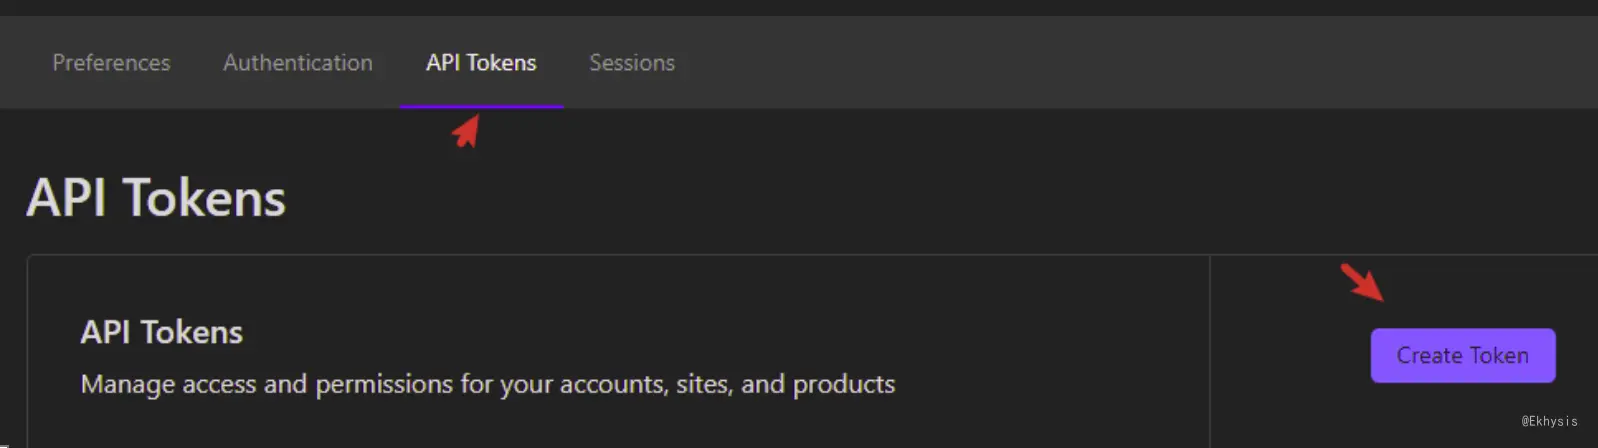 Preferences Authentication API Tokens Sessions
API Tokens
API Tokens
Manage access and permissions for your accounts, sites, and products
Create Token
@Ekhysis